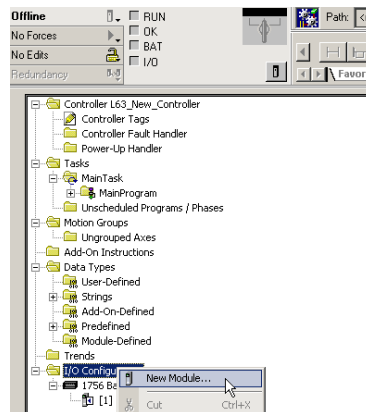 Offline
RUN
No Forces
OK
BAT
No Edits
I/O
Redundancy
Path:
Favor
Controller L63_New_Controller
Controller Tags
Controller Fault Handler
Power-Up Handler
Tasks
MainTask
MainProgram
Unscheduled Programs / Phases
Motion Groups
Ungrouped Axes
Add-On Instructions
Data Types
User-Defined
Strings
Add-On-Defined
Predefined
Module-Defined
Trends
I/O Configu
New Module...
1756 Ba
[1]
Cut Ctrl+X